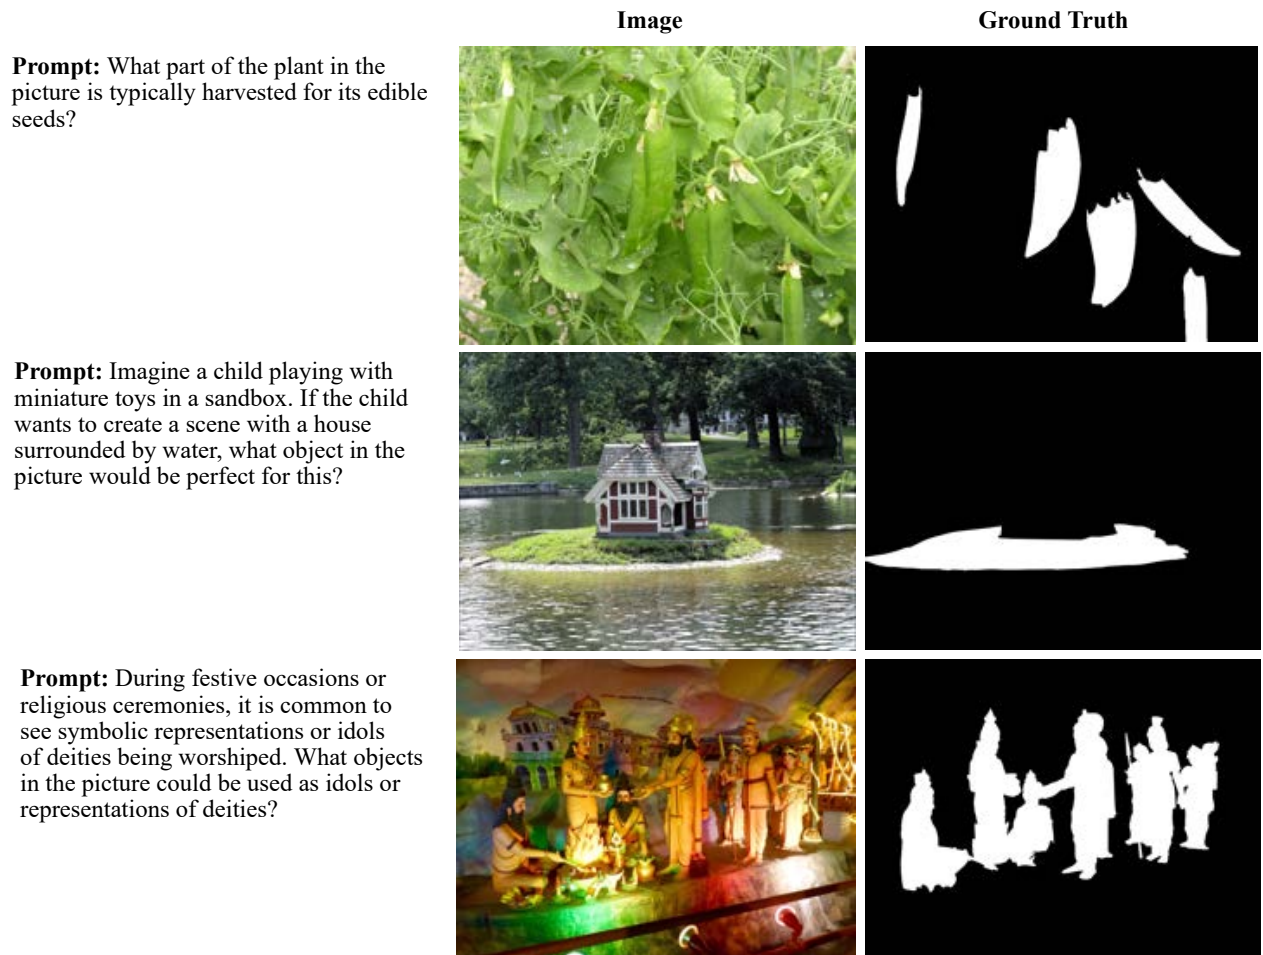 Image
Ground Truth
Prompt: What part of the plant in the
picture is typically harvested for its edible
seeds?
Prompt: Imagine a child playing with
miniature toys in a sandbox. If the child
wants to create a scene with a house
surrounded by water, what object in the
picture would be perfect for this?
Prompt: During festive occasions or
religious ceremonies, it is common to
see symbolic representations or idols
of deities being worshiped. What objects
in the picture could be used as idols or
representations of deities?